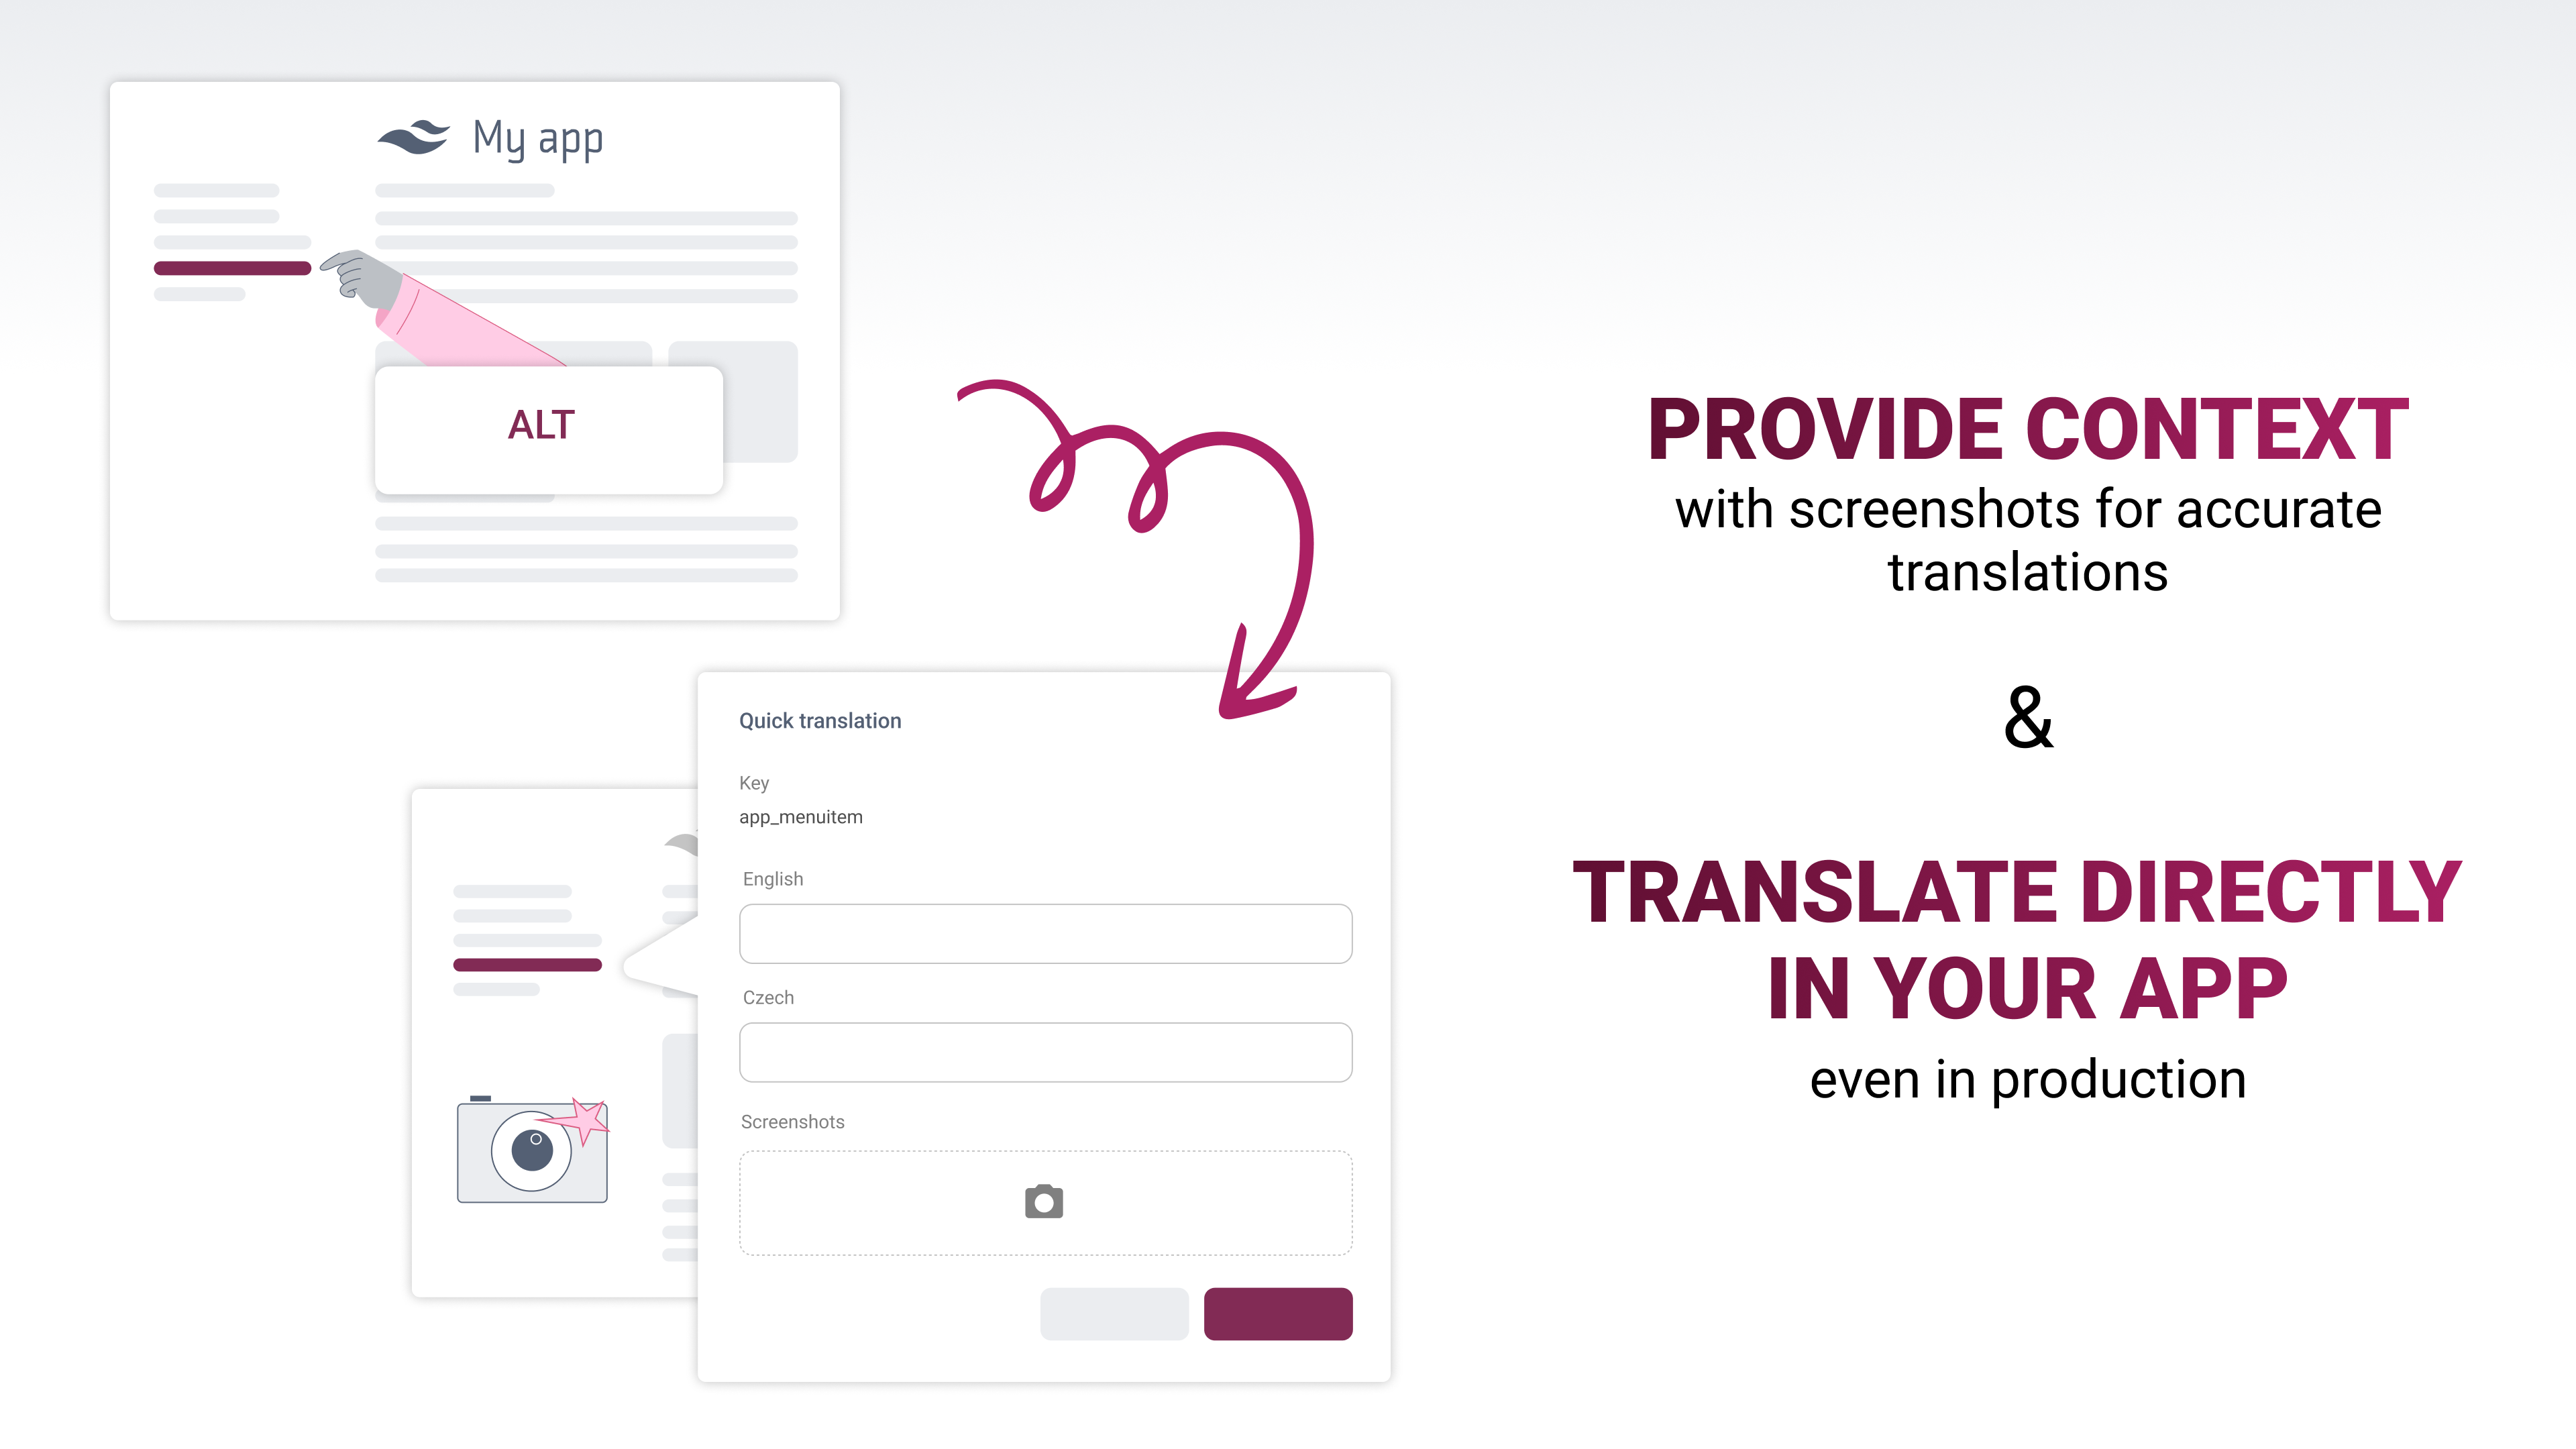 My app
ALT
Quick translation
Key
app_menuitem
English
Czech
Screenshots
PROVIDE CONTEXT
with screenshots for accurate
translations
&
TRANSLATE DIRECTLY
IN YOUR APP
even in production